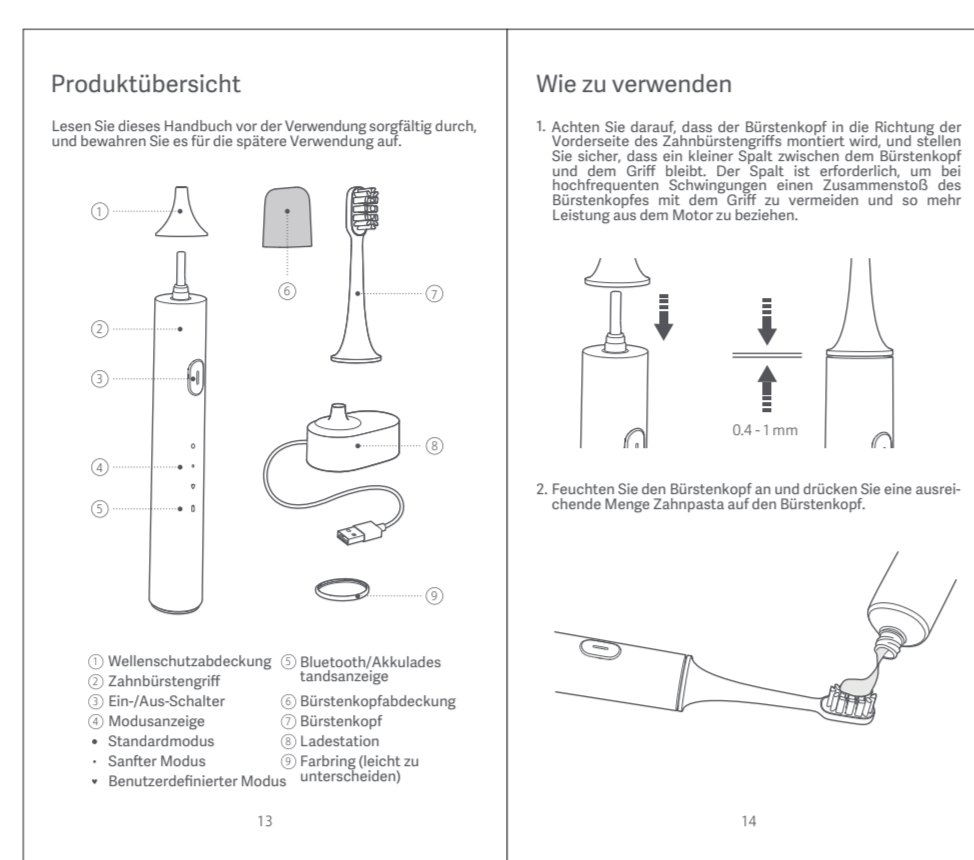 Produktübersicht
Lesen Sie dieses Handbuch vor der Verwendung sorgfältig durch,
und bewahren Sie es für die spätere Verwendung auf.
①
②
③
④
⑤
⑥
⑦
⑧
⑨
① Wellenschutzabdeckung
② Zahnbürstengriff
③ Ein-/Aus-Schalter
④ Modusanzeige
• Standardmodus
· Sanfter Modus
♥ Benutzerdefinierter Modus
⑤ Bluetooth/Akkulades
tandsanzeige
⑥ Bürstenkopfabdeckung
⑦ Bürstenkopf
⑧ Ladestation
⑨ Farbring (leicht zu
unterscheiden)
13
Wie zu verwenden
1. Achten Sie darauf, dass der Bürstenkopf in die Richtung der
Vorderseite des Zahnbürstengriffs montiert wird, und stellen
Sie sicher, dass ein kleiner Spalt zwischen dem Bürstenkopf
und dem Griff bleibt. Der Spalt ist erforderlich, um bei
hochfrequenten Schwingungen einen Zusammenstoß des
Bürstenkopfes mit dem Griff zu vermeiden und so mehr
Leistung aus dem Motor zu beziehen.
0.4 - 1 mm
2. Feuchten Sie den Bürstenkopf an und drücken Sie eine ausrei-
chende Menge Zahnpasta auf den Bürstenkopf.
14